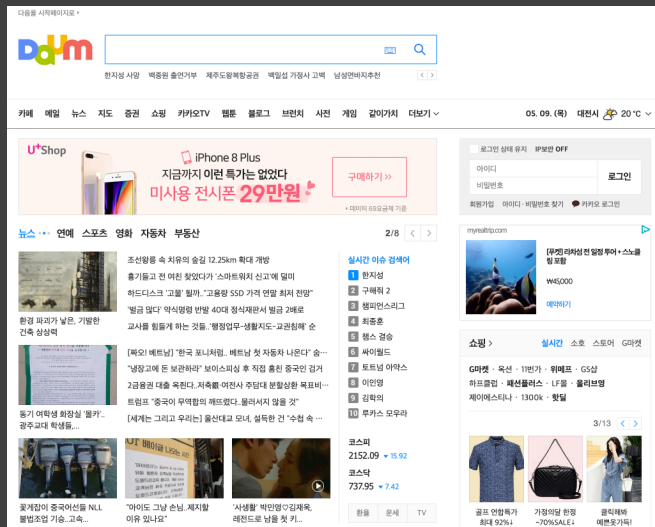 다음을 시작페이지로
Daum
한지성 사망 백종원 출연거부 제주도왕복항공권 백일섭 가정사 고백 남성면바지추천
카페 메일 뉴스 지도 증권 쇼핑 카카오TV 웹툰 블로그 브런치 사전 게임 같이가치 더보기
05. 09. (목) 대전시 20 °C
U+Shop
iPhone 8 Plus
지금까지 이런 특가는 없었다
미사용 전시폰 29만원
구매하기 >>
• 데이터 69요금제 기준
로그인 상태 유지 IP보안 OFF
아이디
비밀번호
로그인
회원가입 아이디 · 비밀번호 찾기 카카오 로그인
뉴스 연예 스포츠 영화 자동차 부동산
2/8
환경 파괴가 낳은, 기발한
건축 상상력
동기 여학생 화장실 '몰카'..
광주교대 학생들,...
조선왕릉 속 치유의 숲길 12.25km 확대 개방
흉기들고 전 여친 찾았다가 '스마트워치 신고'에 덜미
하드디스크 '고물' 될까.."고용량 SSD 가격 연말 최저 전망"
'벌금 많다' 약식명령 반발 40대 정식재판서 벌금 2배로
교사를 힘들게 하는 것들..'행정업무-생활지도-교권침해' 순
[짜오! 베트남] "한국 포니처럼.. 베트남 첫 자동차 나온다" 숨…
"냉장고에 돈 보관하라" 보이스피싱 후 직접 훔친 중국인 검거
2금융권 대출 옥죈다..저축銀·여전사 주담대 분할상환 목표비…
트럼프 "중국이 무역합의 깨뜨렸다..물러서지 않을 것"
[세계는 그리고 우리는] 울산대교 모녀, 설득한 건 "수첩 속 …
꽃게잡이 중국어선들 NLL
불법조업 기승..고속...
"아이도 그냥 손님..제지할
이유 있나요"
'사생활' 박민영♡김재욱,
레전드로 남을 첫 키...
실시간 이슈 검색어
1 한지성
2 구해줘 2
3 챔피언스리그
4 최종훈
5 챔스 결승
6 싸이월드
7 토트넘 아약스
8 이인영
9 김학의
10 루카스 모우라
코스피
2152.09 ▼ 15.92
코스닥
737.95 ▼ 7.42
환율 운세 TV
myrealtrip.com
[푸켓] 라차섬 전 일정 투어 + 스노클
링 포함
₩45,000
예약하기
쇼핑 >
실시간 소호 스토어 G마켓
G마켓 · 옥션 · 11번가 · 위메프 · GS샵
하프클럽 · 패션플러스 · LF몰 · 올리브영
제이에스티나 · 1300k · 핫딜
3/13
골프 연합특가
최대 92%↓
가정의달 한정
~70%SALE↓
클릭해봐
예쁜옷가득!